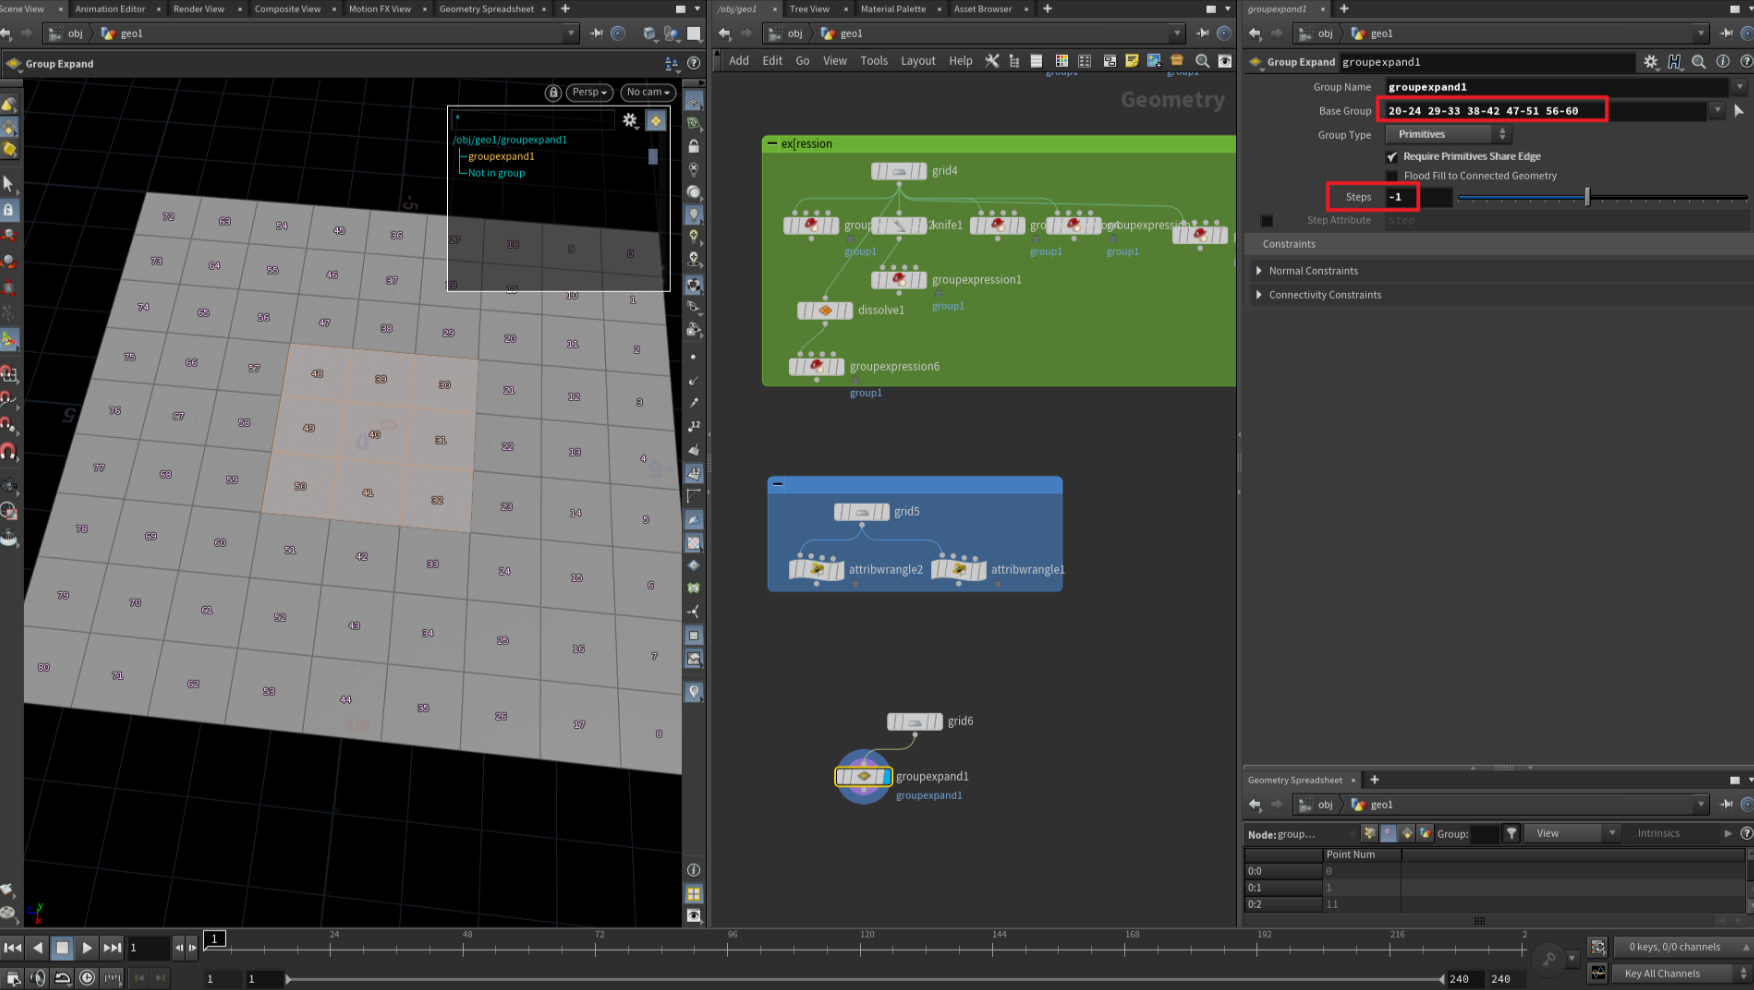 Scene View × Animation Editor × Render View × Composite View × Motion FX View × Geometry Spreadsheet × +
obj geo1
Group Expand
Persp No cam
*
/obj/geo1/groupexpand1
groupexpand1
Not in group
72 63 54 45 36 27 18 9 0
73 64 55 46 37 28 19 10 1
74 65 56 47 38 29 20 11 2
75 66 57 48 39 30 21 12 3
76 67 58 49 40 31 22 13 4
77 68 59 50 41 32 23 14 5
78 69 60 51 42 33 24 15 6
79 70 61 52 43 34 25 16 7
80 71 62 53 44 35 26 17 8
/obj/geo1 × Tree View × Material Palette × Asset Browser × +
obj geo1
Add Edit Go View Tools Layout Help
group1 group1
Geometry
ex[ression
grid4
knife1
groupexpression
group1 group1 group1
groupexpression1
group1
dissolve1
groupexpression6
group1
grid5
attribwrangle2 attribwrangle1
grid6
groupexpand1
groupexpand1
groupexpand1 × +
obj geo1
Group Expand groupexpand1
Group Name groupexpand1
Base Group 20-24 29-33 38-42 47-51 56-60
Group Type Primitives
Require Primitives Share Edge
Flood Fill to Connected Geometry
Steps -1
Step Attribute step
Constraints
Normal Constraints
Connectivity Constraints
Geometry Spreadsheet × +
obj geo1
Node: group... Group: View Intrinsics
Point Num
0:0 0
0:1 1
0:2 11
1 1 24 48 72 96 120 144 168 192 216 2
0 keys, 0/0 channels
1 1 240 240 Key All Channels